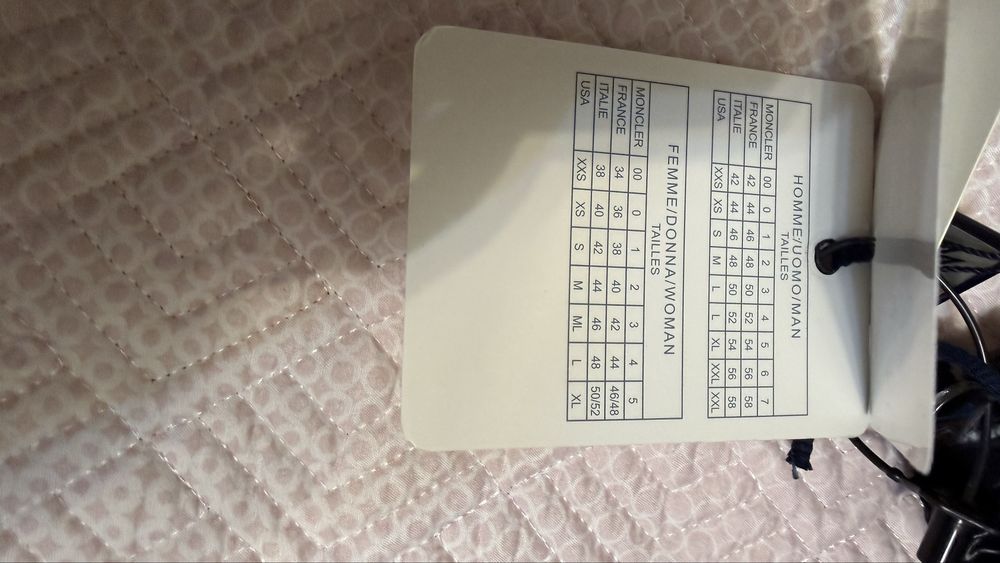 HOMME/UOMO/MAN
TAILLES
MONCLER 00 0 1 2 3 4 5 6 7
FRANCE 42 44 46 48 50 52 54 56 58
ITALIE 42 44 46 48 50 52 54 56 58
USA XXS XS S M L L XL XXL XXL
FEMME/DONNA/WOMAN
TAILLES
MONCLER 00 0 1 2 3 4 5
FRANCE 34 36 38 40 42 44 46/48
ITALIE 38 40 42 44 46 48 50/52
USA XXS XS S M ML L XL